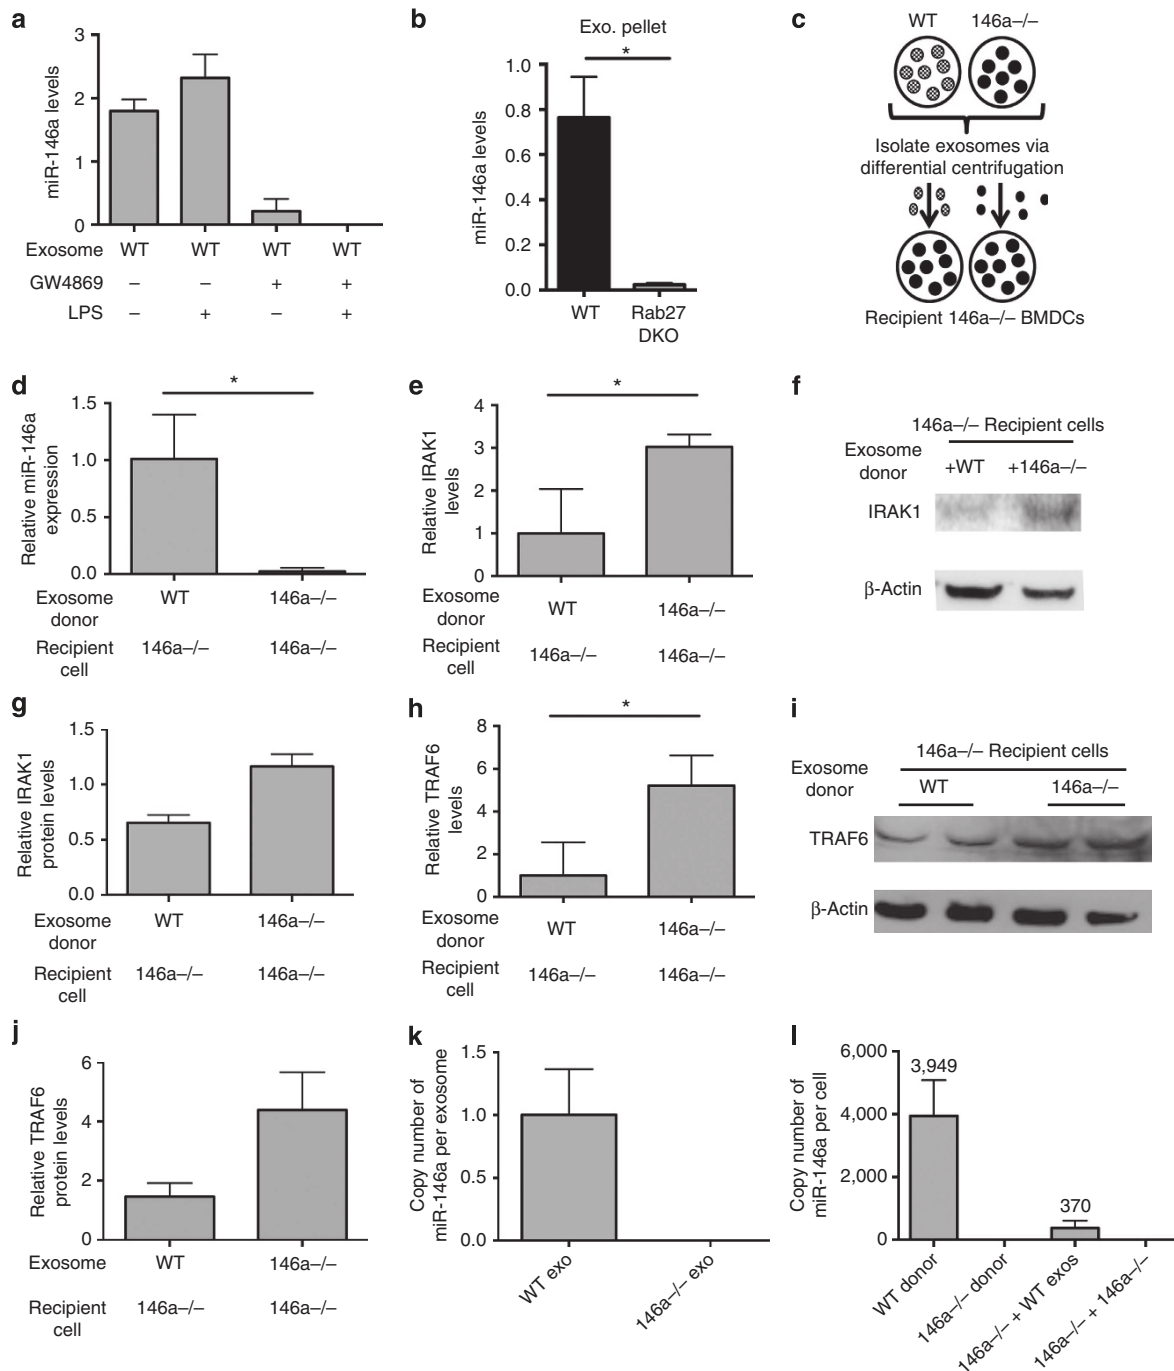 a
3
2
1
0
miR-146a levels
Exosome WT WT WT WT
GW4869 – – + +
LPS – + – +
b
Exo. pellet
*
1.0
0.8
0.6
0.4
0.2
0.0
miR-146a levels
WT Rab27
DKO
c
WT 146a–/–
Isolate exosomes via
differential centrifugation
Recipient 146a–/– BMDCs
d
*
1.5
1.0
0.5
0.0
Relative miR-146a
expression
Exosome
donor
WT 146a–/–
Recipient
cell
146a–/– 146a–/–
e
*
4
3
2
1
0
Relative IRAK1
levels
Exosome
donor
WT 146a–/–
Recipient
cell
146a–/– 146a–/–
f
146a–/– Recipient cells
Exosome
donor
+WT +146a–/–
IRAK1
β-Actin
g
1.5
1.0
0.5
0.0
Relative IRAK1
protein levels
Exosome
donor
WT 146a–/–
Recipient
cell
146a–/– 146a–/–
h
*
8
6
4
2
0
Relative TRAF6
levels
Exosome
donor
WT 146a–/–
Recipient
cell
146a–/– 146a–/–
i
146a–/– Recipient cells
Exosome
donor
WT 146a–/–
TRAF6
β-Actin
j
6
4
2
0
Relative TRAF6
protein levels
Exosome WT 146a–/–
Recipient
cell
146a–/– 146a–/–
k
1.5
1.0
0.5
0.0
Copy number of
miR-146a per exosome
WT exo
146a–/– exo
l
6,000
4,000
2,000
0
Copy number of
miR-146a per cell
3,949
370
WT donor
146a–/– donor
146a–/– + WT exos
146a–/– + 146a–/–